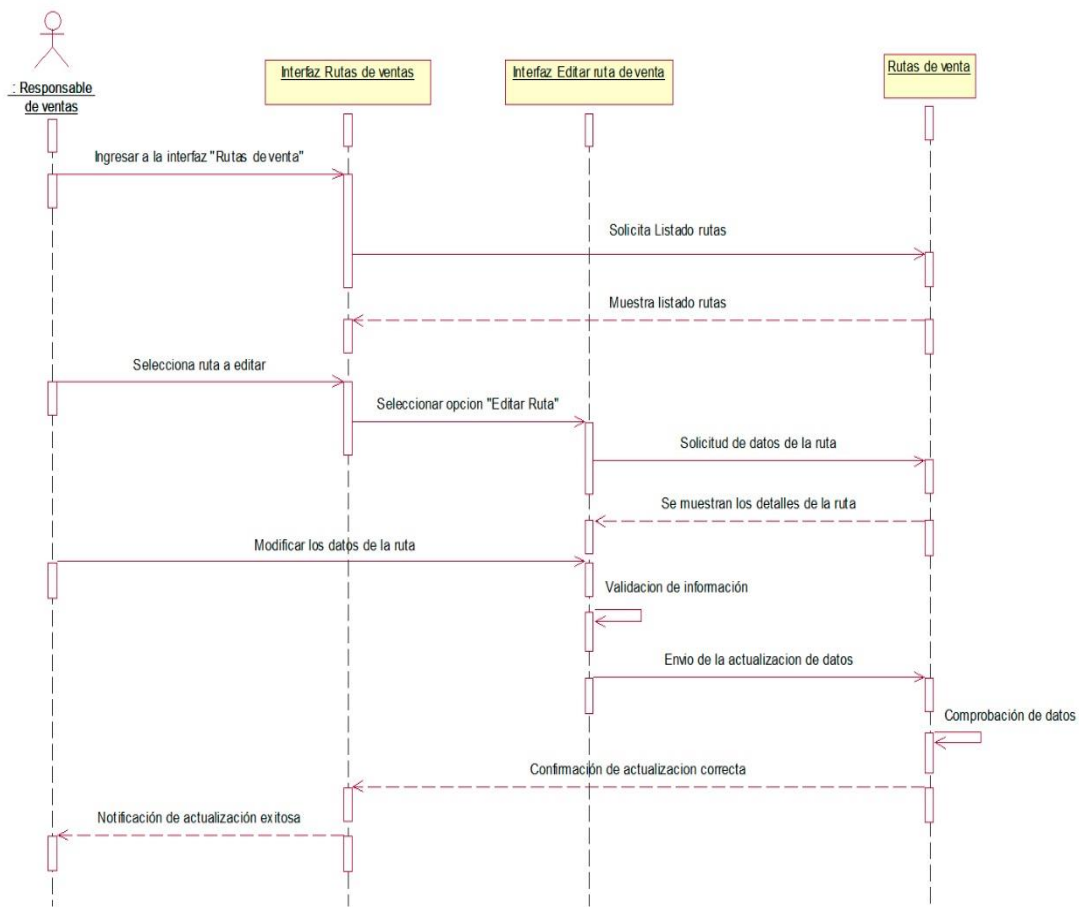 : Responsable
de ventas
Interfaz Rutas de ventas
Interfaz Editar ruta de venta
Rutas de venta
Ingresar a la interfaz "Rutas de venta"
Solicita Listado rutas
Muestra listado rutas
Selecciona ruta a editar
Seleccionar opcion "Editar Ruta"
Solicitud de datos de la ruta
Se muestran los detalles de la ruta
Modificar los datos de la ruta
Validacion de información
Envio de la actualizacion de datos
Comprobación de datos
Confirmación de actualizacion correcta
Notificación de actualización exitosa